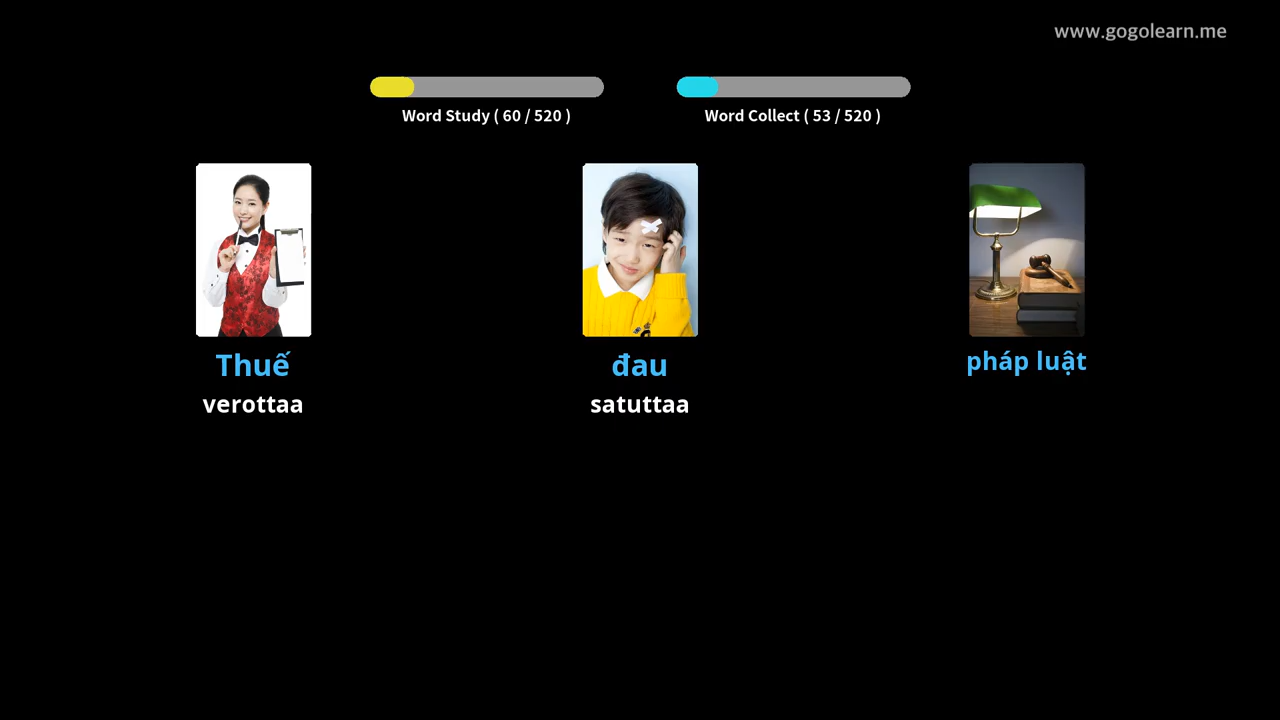 www.gogolearn.me
Word Study ( 60 / 520 )
Word Collect ( 53 / 520 )
Thuế
verottaa
đau
satuttaa
pháp luật